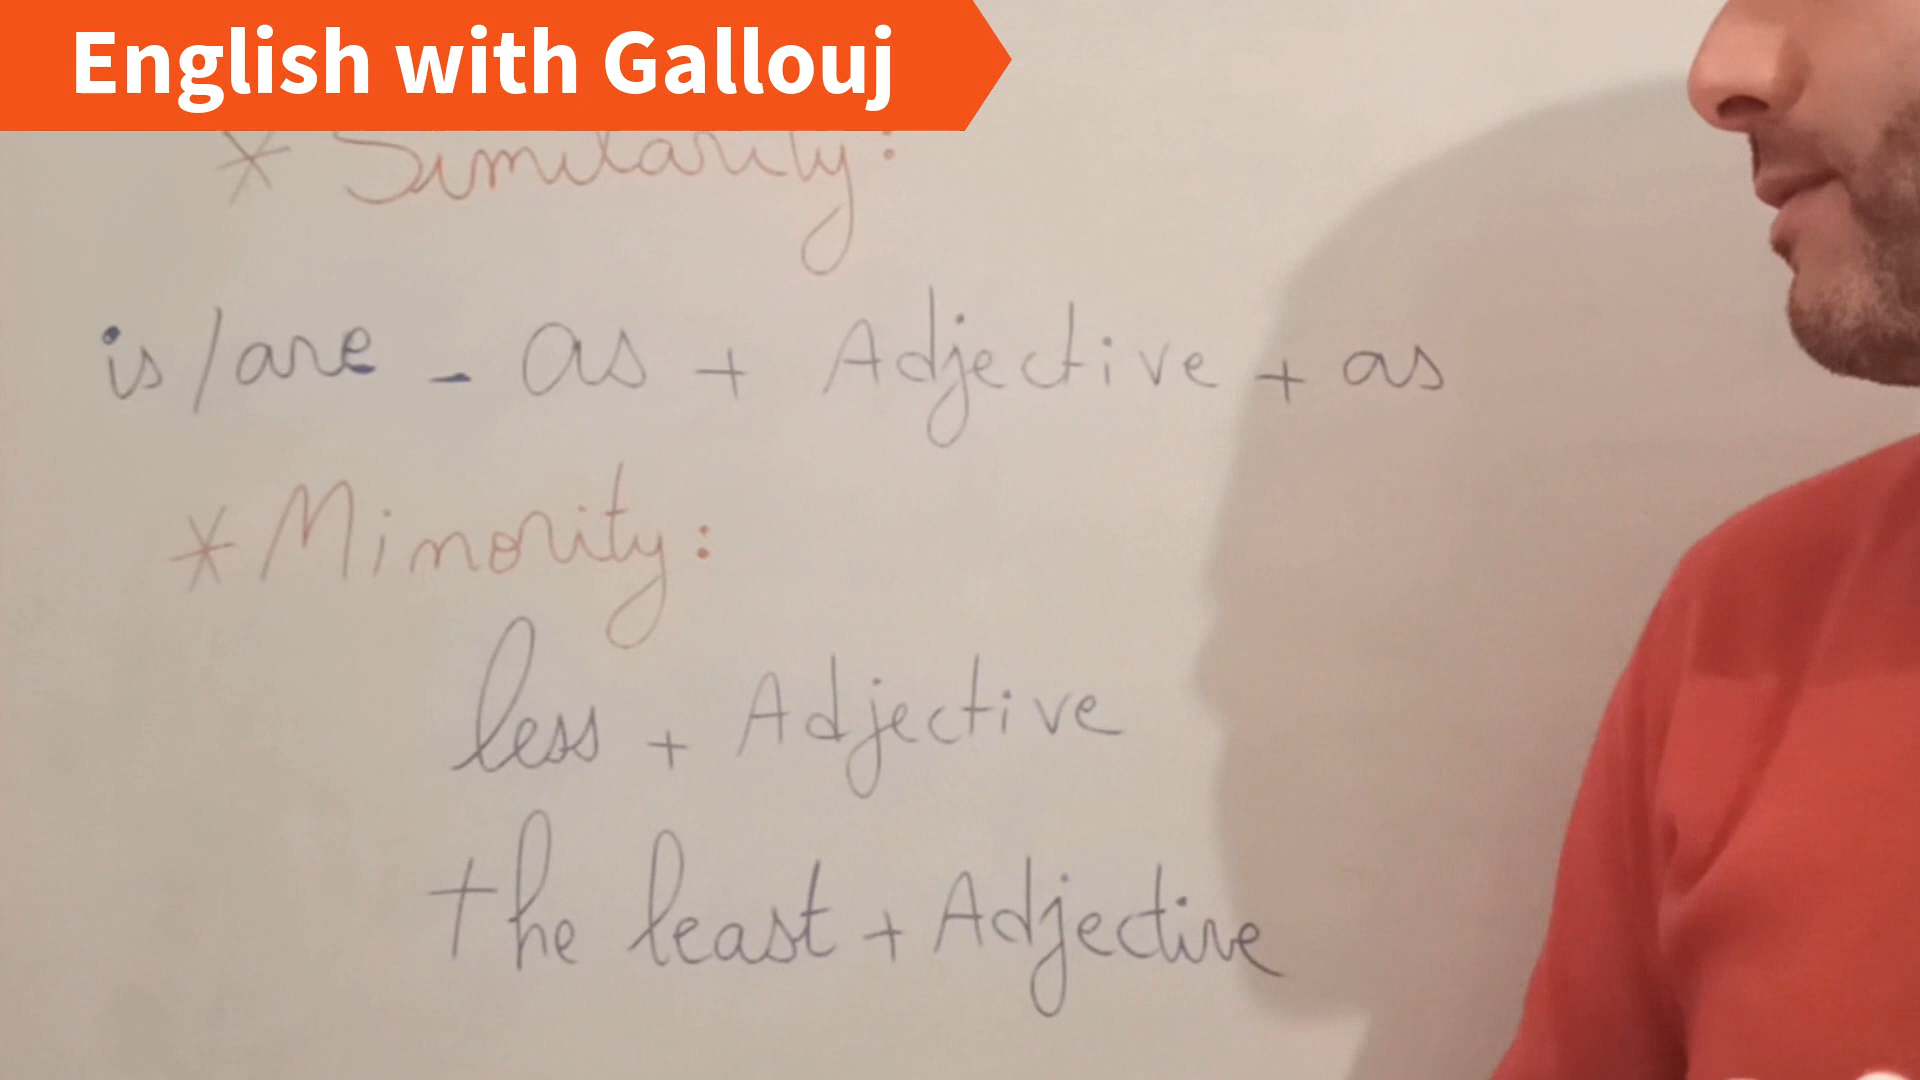 English with Gallouj
* Similarity:
is/are - as + Adjective + as
* Minority:
less + Adjective
the least + Adjective